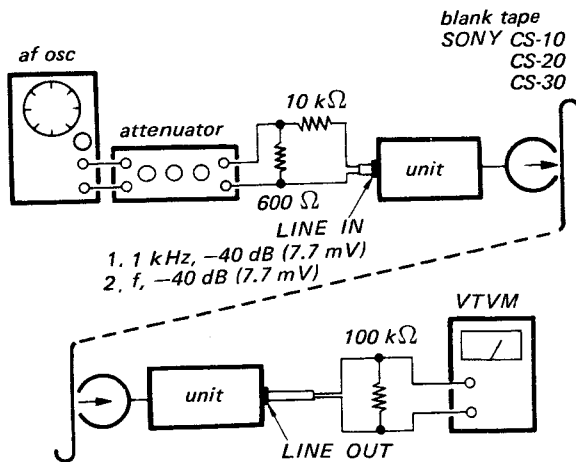 blank tape
SONY CS-10
CS-20
CS-30
af osc
attenuator
10 kΩ
600 Ω
unit
LINE IN
1. 1 kHz, −40 dB (7.7 mV)
2. f, −40 dB (7.7 mV)
VTVM
100 kΩ
unit
LINE OUT